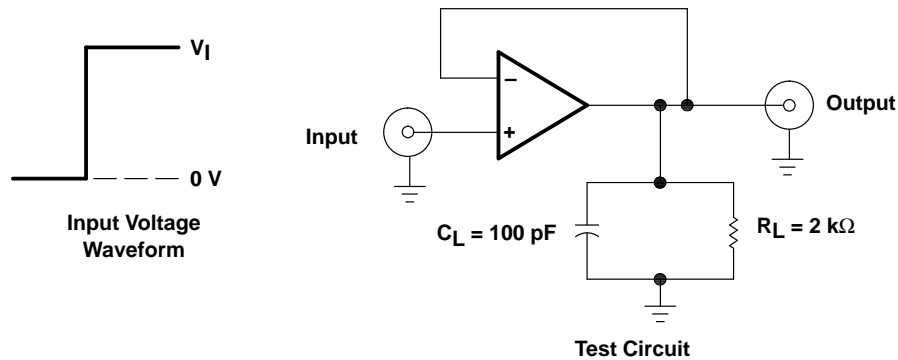 VI
0 V
Input Voltage
Waveform
−
+
Input
Output
CL = 100 pF
RL = 2 kΩ
Test Circuit